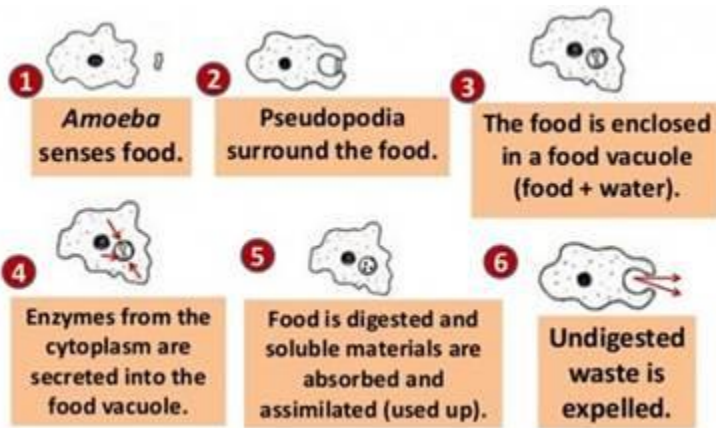 1
Amoeba
senses food.
2
Pseudopodia
surround the food.
3
The food is enclosed
in a food vacuole
(food + water).
4
Enzymes from the
cytoplasm are
secreted into the
food vacuole.
5
Food is digested and
soluble materials are
absorbed and
assimilated (used up).
6
Undigested
waste is
expelled.